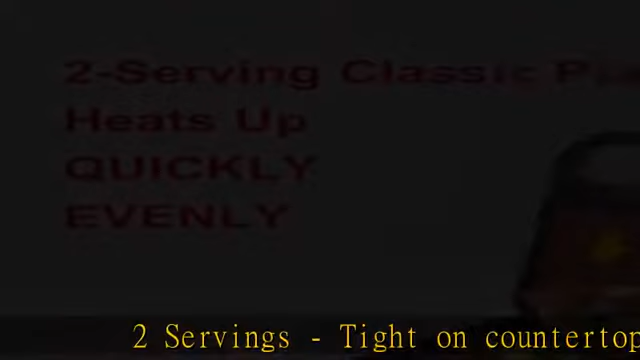 2-Serving Classic
Heats Up
QUICKLY
EVENLY
2 Servings - Tight on countertop